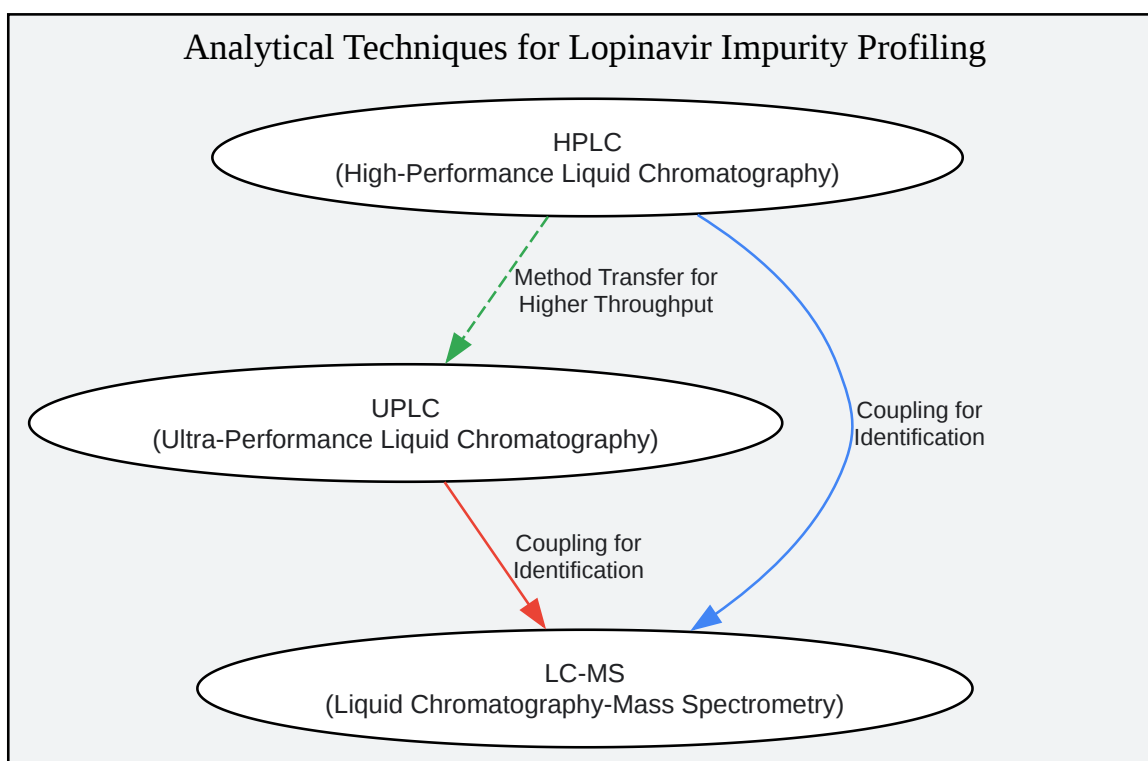 Analytical Techniques for Lopinavir Impurity Profiling
HPLC
(High-Performance Liquid Chromatography)
Method Transfer for
Higher Throughput
UPLC
(Ultra-Performance Liquid Chromatography)
Coupling for
Identification
Coupling for
Identification
LC-MS
(Liquid Chromatography-Mass Spectrometry)